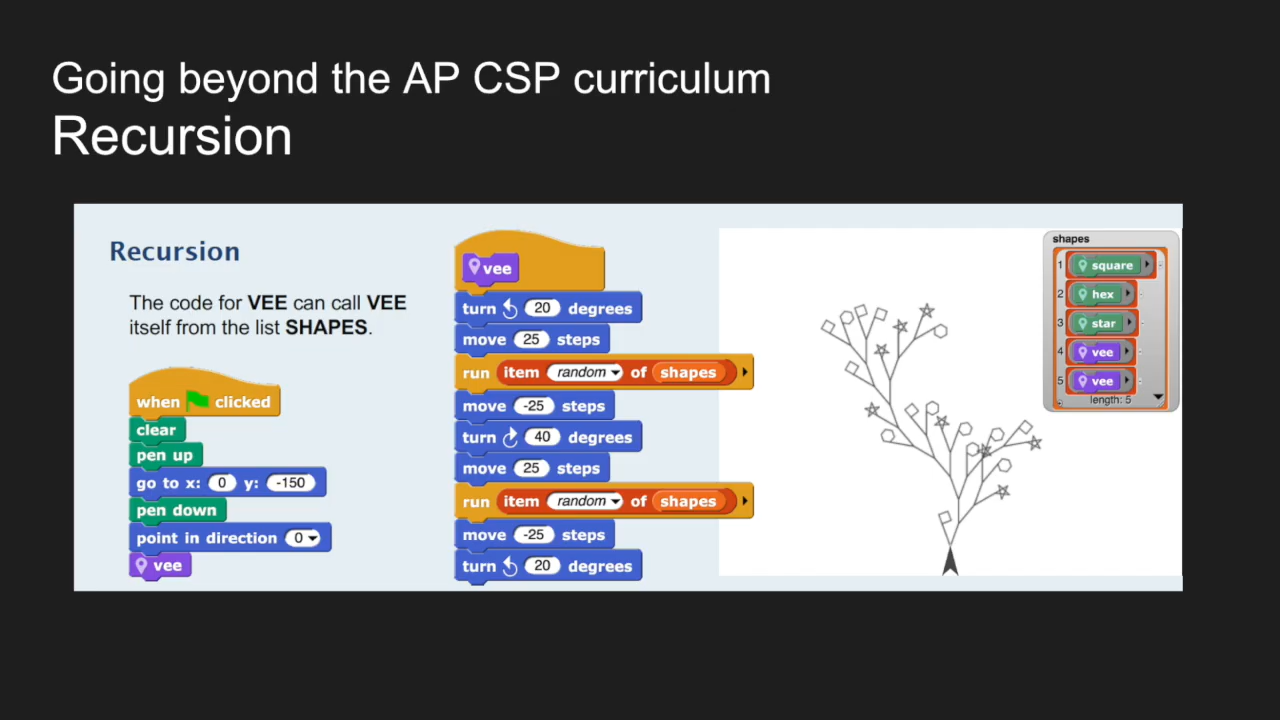 Going beyond the AP CSP curriculum
Recursion
Recursion
The code for VEE can call VEE
itself from the list SHAPES.
when clicked
clear
pen up
go to x: 0 y: -150
pen down
point in direction 0
vee
vee
turn 20 degrees
move 25 steps
run item random of shapes
move -25 steps
turn 40 degrees
move 25 steps
run item random of shapes
move -25 steps
turn 20 degrees
shapes
1 square
2 hex
3 star
4 vee
5 vee
length: 5